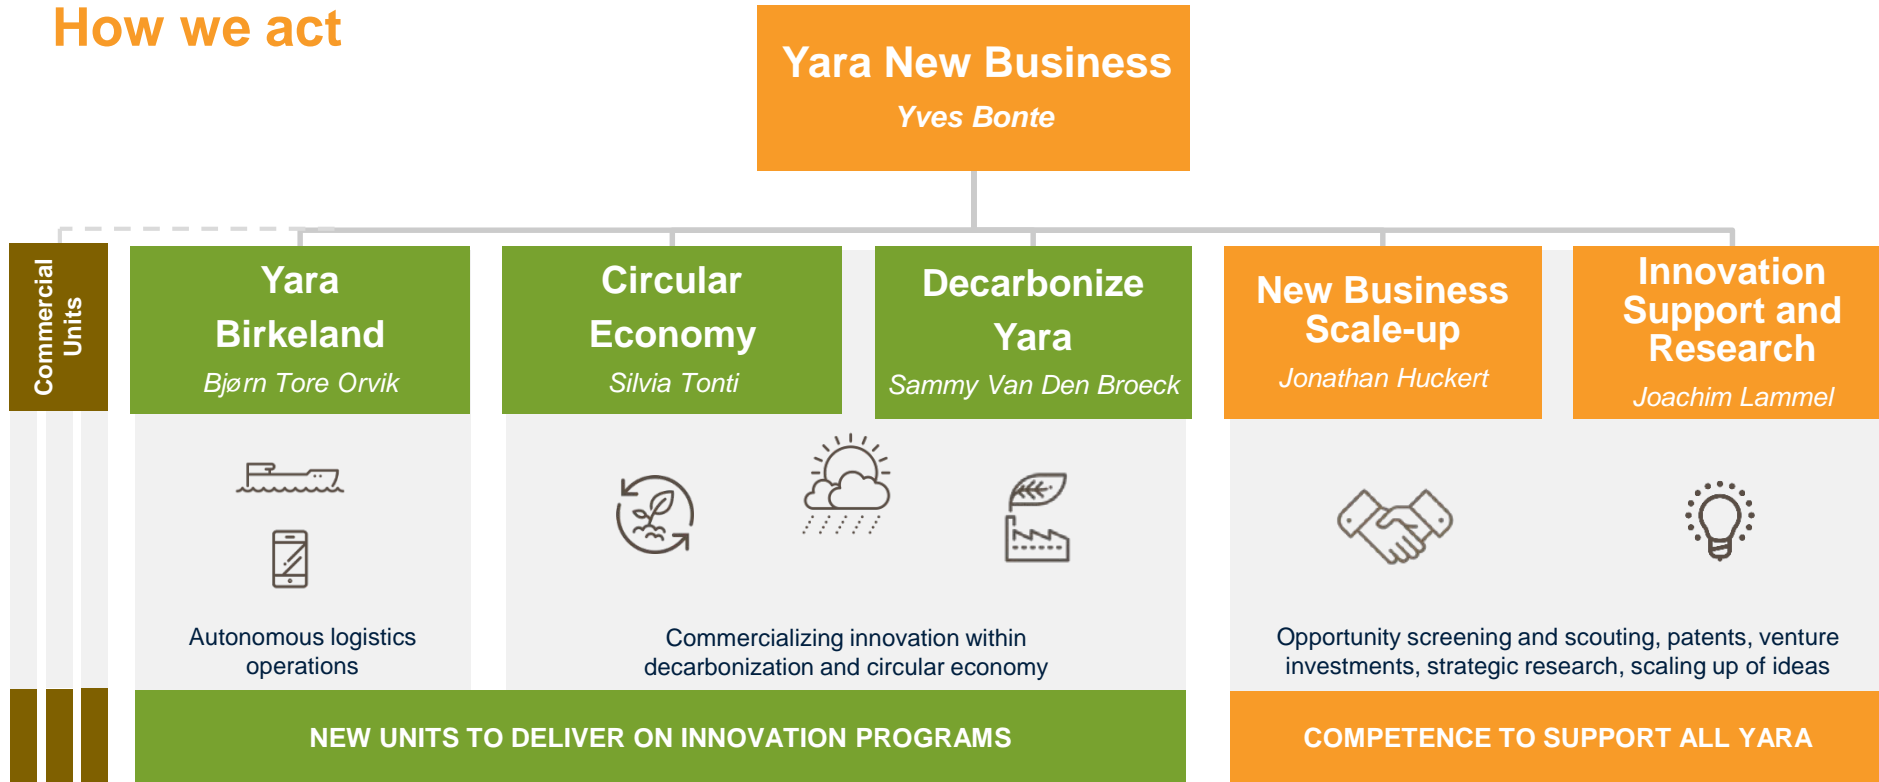 How we act
Yara New Business
Yves Bonte
Commercial
Units
Yara
Birkeland
Bjørn Tore Orvik
Circular
Economy
Silvia Tonti
Decarbonize
Yara
Sammy Van Den Broeck
New Business
Scale-up
Jonathan Huckert
Innovation
Support and
Research
Joachim Lammel
Autonomous logistics
operations
Commercializing innovation within
decarbonization and circular economy
Opportunity screening and scouting, patents, venture
investments, strategic research, scaling up of ideas
NEW UNITS TO DELIVER ON INNOVATION PROGRAMS
COMPETENCE TO SUPPORT ALL YARA